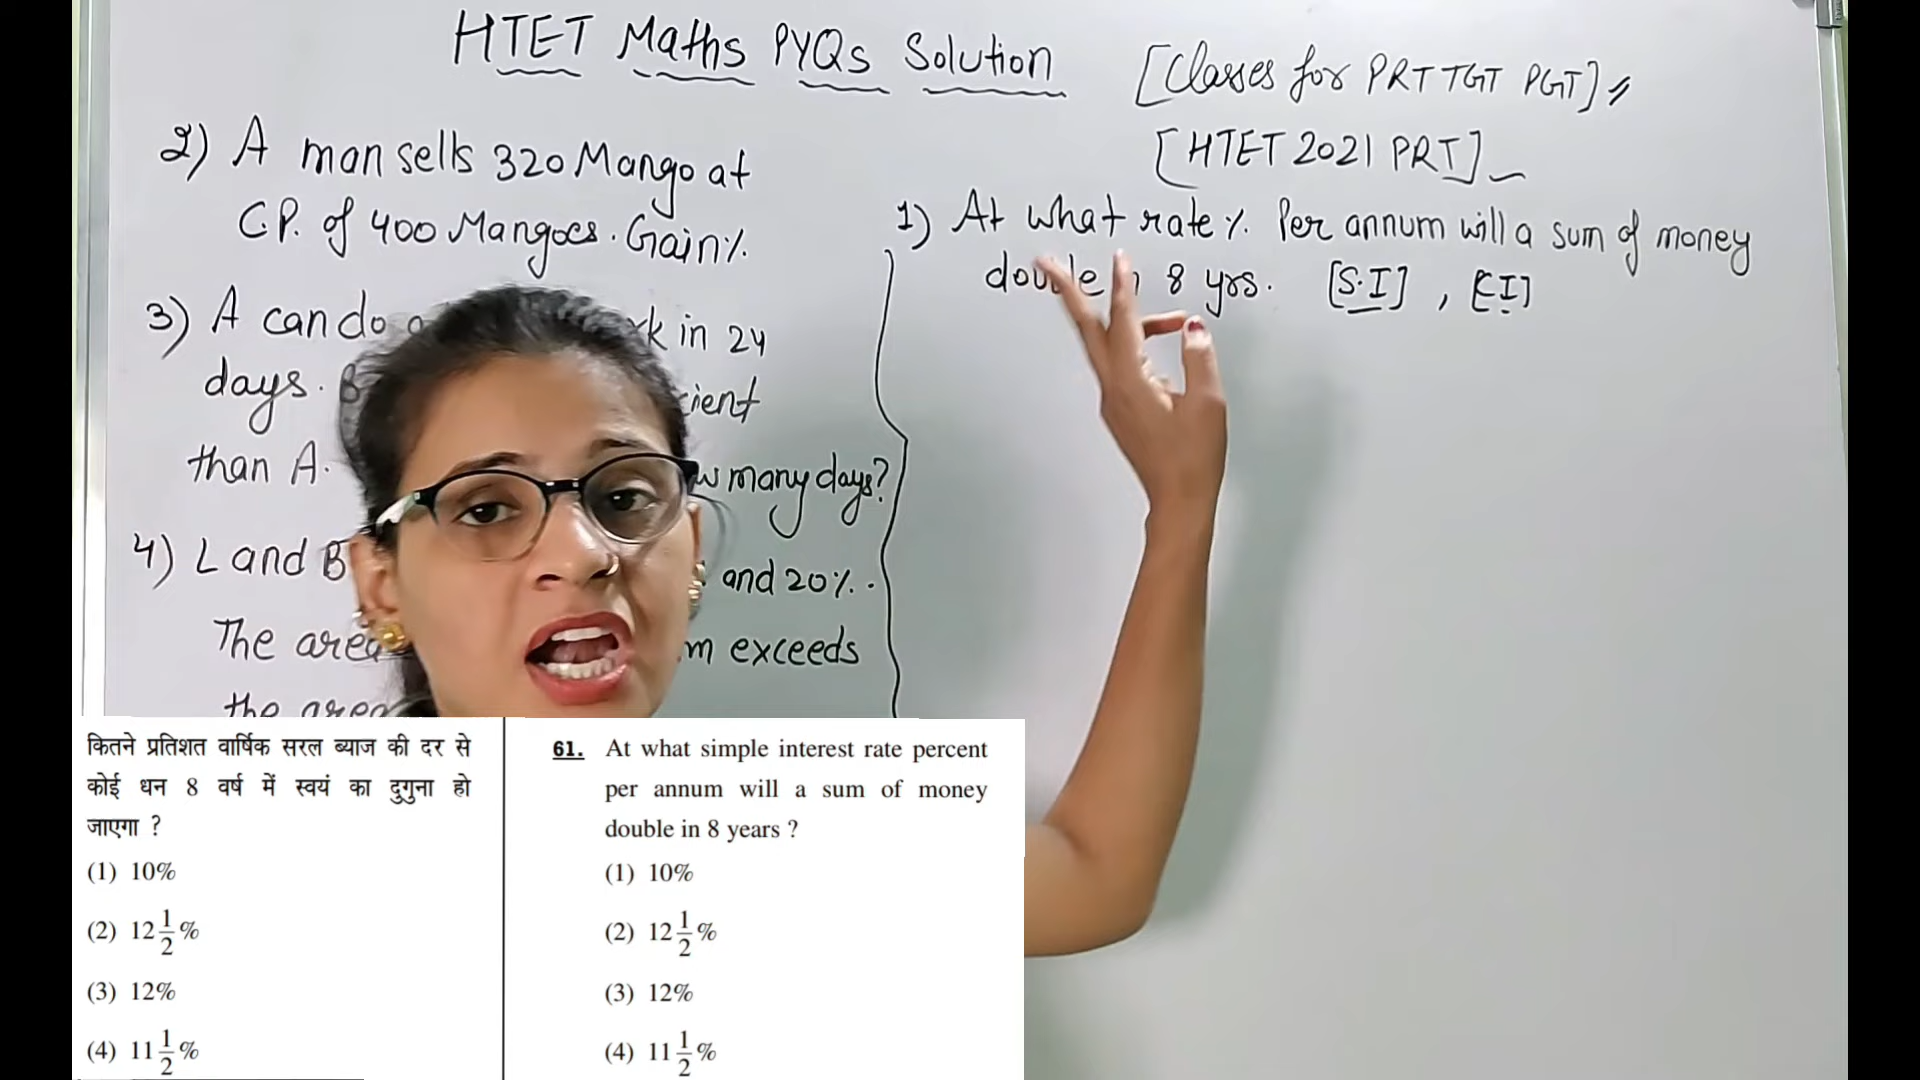 HTET Maths PYQs Solution
[Classes for PRT TGT PGT]
[HTET 2021 PRT]
2) A man sells 320 Mango at
C.P. of 400 Mangoes. Gain%.
3) A can do in 24
days.
than A. many days?
4) L and and 20%.
The area exceeds
the area
1) At what rate %. Per annum will a sum of money
double 8 yrs. [S.I] , [CI]
कितने प्रतिशत वार्षिक सरल ब्याज की दर से
कोई धन 8 वर्ष में स्वयं का दुगुना हो
जाएगा ?
(1) 10%
(2) 12 1/2 %
(3) 12%
(4) 11 1/2 %
61. At what simple interest rate percent
per annum will a sum of money
double in 8 years ?
(1) 10%
(2) 12 1/2 %
(3) 12%
(4) 11 1/2 %